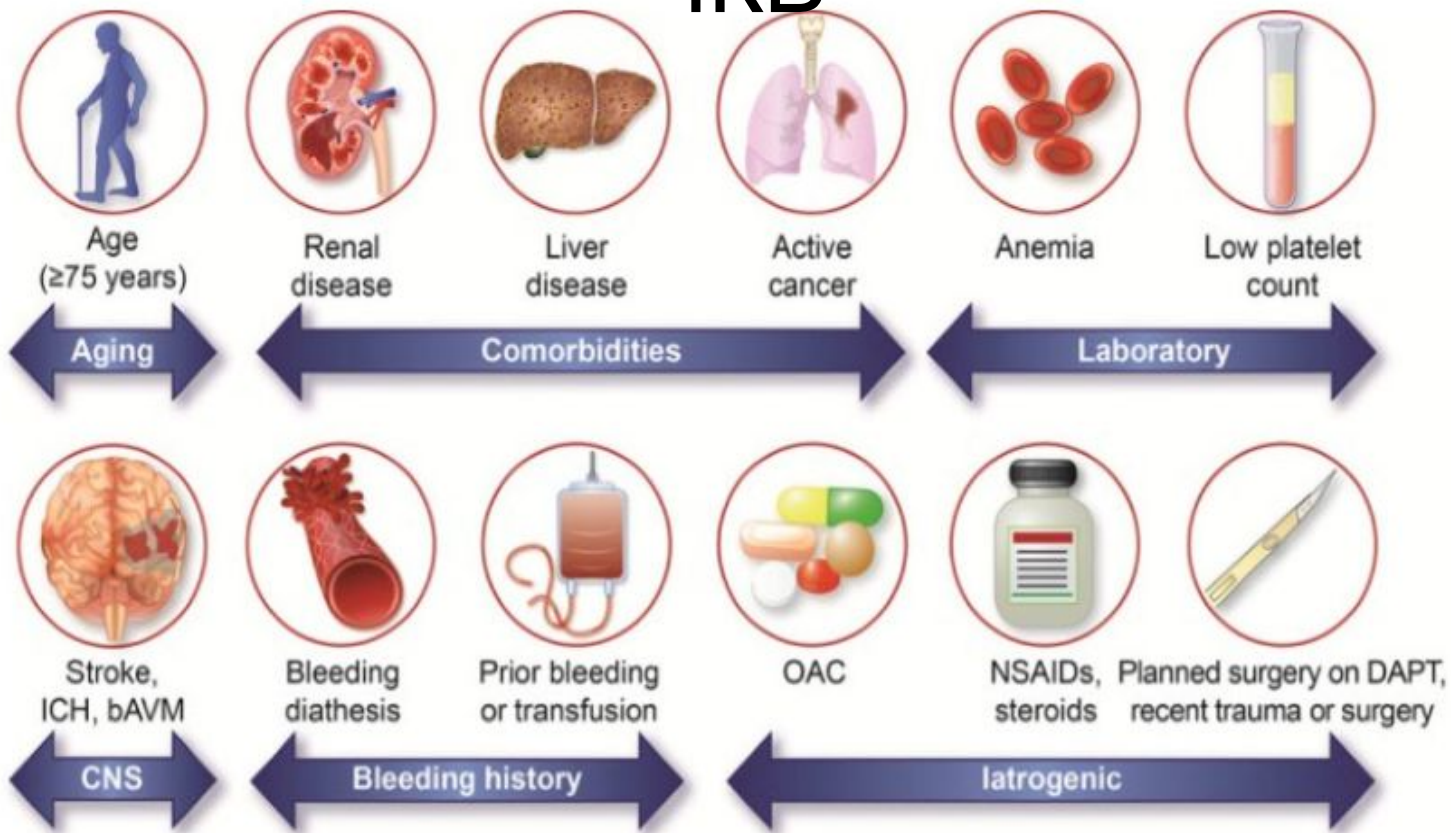 Age
(≥75 years)
Renal
disease
Liver
disease
Active
cancer
Anemia
Low platelet
count
Aging
Comorbidities
Laboratory
Stroke,
ICH, bAVM
Bleeding
diathesis
Prior bleeding
or transfusion
OAC
NSAIDs,
steroids
Planned surgery on DAPT,
recent trauma or surgery
CNS
Bleeding history
Iatrogenic